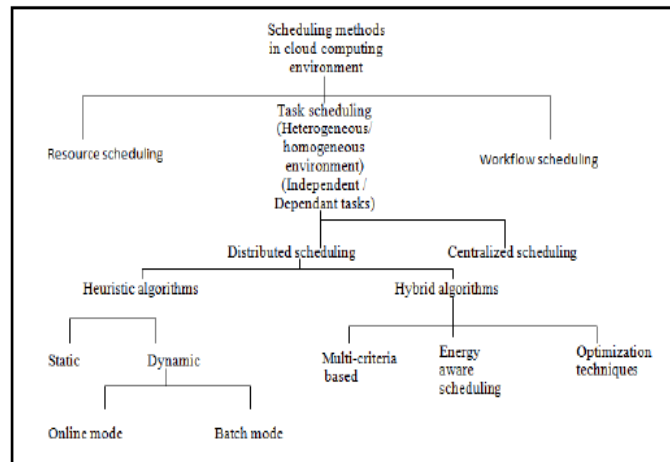 Scheduling methods
in cloud computing
environment
Task scheduling
(Heterogeneous/
homogeneous
environment)
(Independent /
Dependant tasks)
Resource scheduling
Workflow scheduling
Distributed scheduling
Centralized scheduling
Heuristic algorithms
Hybrid algorithms
Static
Dynamic
Multi-criteria
based
Energy
aware
scheduling
Optimization
techniques
Online mode
Batch mode